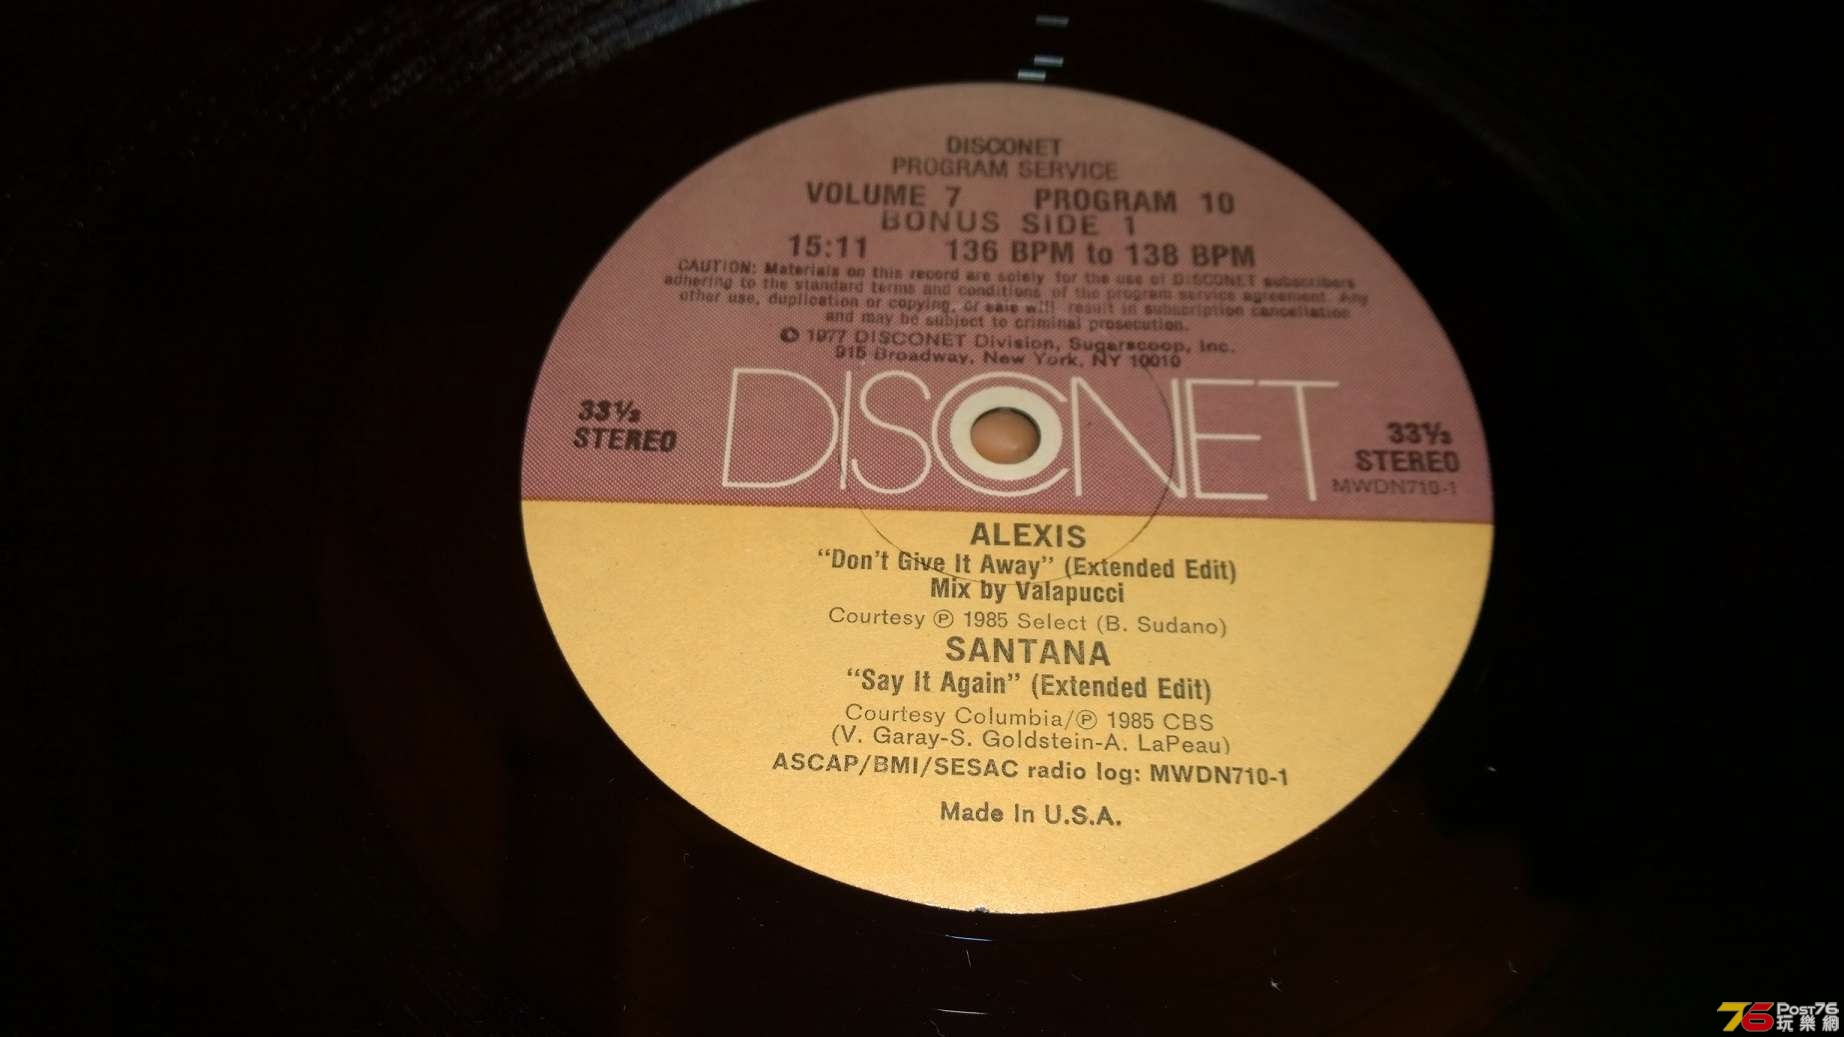 DISCONET
PROGRAM SERVICE
VOLUME 7 PROGRAM 10
BONUS SIDE 1
15:11 136 BPM to 138 BPM
CAUTION: Materials on this record are solely for the use of DISCONET subscribers
adhering to the standard terms and conditions of the program service agreement. Any
other use, duplication or copying, or sale will result in subscription cancellation
and may be subject to criminal prosecution.
© 1977 DISCONET Division, Sugarscoop, Inc.
915 Broadway, New York, NY 10010
DISCONET
33⅓
STEREO
33⅓
STEREO
MWDN710-1
ALEXIS
“Don't Give It Away” (Extended Edit)
Mix by Valapucci
Courtesy ℗ 1985 Select (B. Sudano)
SANTANA
“Say It Again” (Extended Edit)
Courtesy Columbia/℗ 1985 CBS
(V. Garay-S. Goldstein-A. LaPeau)
ASCAP/BMI/SESAC radio log: MWDN710-1
Made In U.S.A.
76 Post76
玩樂網